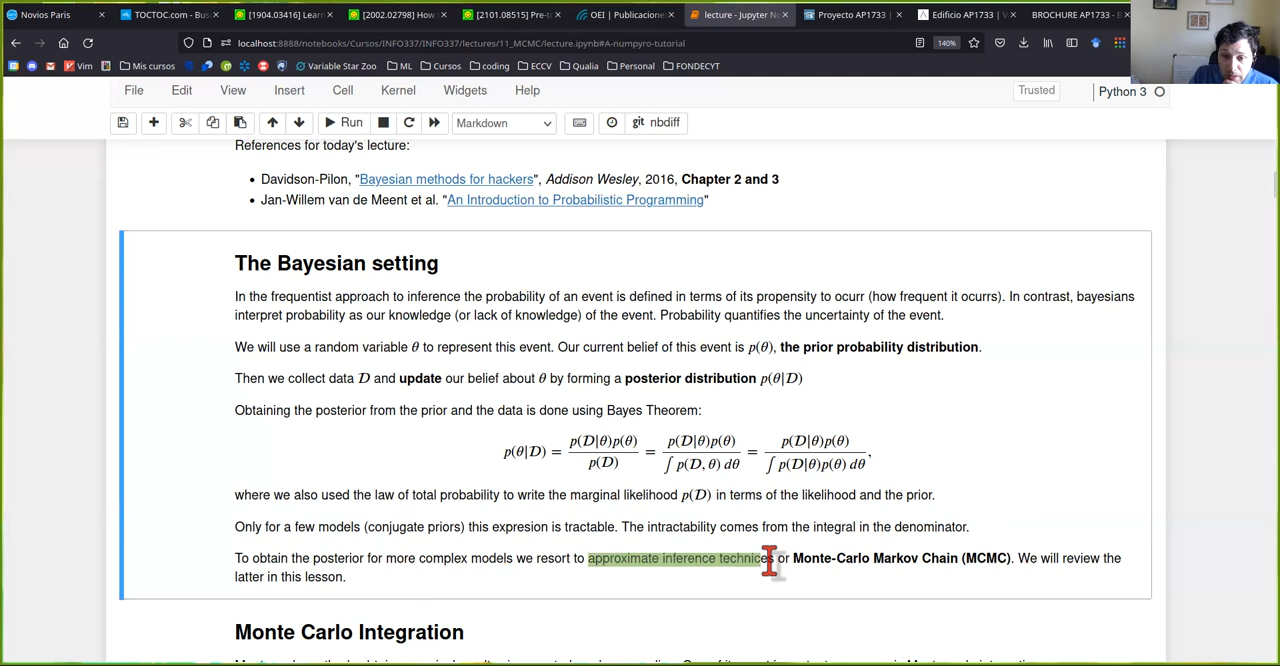 Novios Paris
TOCTOC.com - Bus
[1904.03416] Lear
[2002.02798] How
[2101.08515] Pre-t
OEI | Publicacione
lecture - Jupyter No
Proyecto AP1733
Edificio AP1733 | V
BROCHURE AP1733 - E
localhost:8888/notebooks/Cursos/INFO337/INFO337/lectures/11_MCMC/lecture.ipynb#A-numpyro-tutorial
140%
Vim
Mis cursos
Variable Star Zoo
ML
Cursos
coding
ECCV
Qualia
Personal
FONDECYT
File Edit View Insert Cell Kernel Widgets Help
Trusted
Python 3
Run
Markdown
git nbdiff
References for today's lecture:
• Davidson-Pilon, "Bayesian methods for hackers", Addison Wesley, 2016, Chapter 2 and 3
• Jan-Willem van de Meent et al. "An Introduction to Probabilistic Programming"
The Bayesian setting
In the frequentist approach to inference the probability of an event is defined in terms of its propensity to ocurr (how frequent it ocurrs). In contrast, bayesians
interpret probability as our knowledge (or lack of knowledge) of the event. Probability quantifies the uncertainty of the event.
We will use a random variable θ to represent this event. Our current belief of this event is p(θ), the prior probability distribution.
Then we collect data D and update our belief about θ by forming a posterior distribution p(θ|D)
Obtaining the posterior from the prior and the data is done using Bayes Theorem:
p(θ|D) = p(D|θ)p(θ) / p(D) = p(D|θ)p(θ) / ∫ p(D, θ) dθ = p(D|θ)p(θ) / ∫ p(D|θ)p(θ) dθ,
where we also used the law of total probability to write the marginal likelihood p(D) in terms of the likelihood and the prior.
Only for a few models (conjugate priors) this expresion is tractable. The intractability comes from the integral in the denominator.
To obtain the posterior for more complex models we resort to approximate inference technices or Monte-Carlo Markov Chain (MCMC). We will review the
latter in this lesson.
Monte Carlo Integration